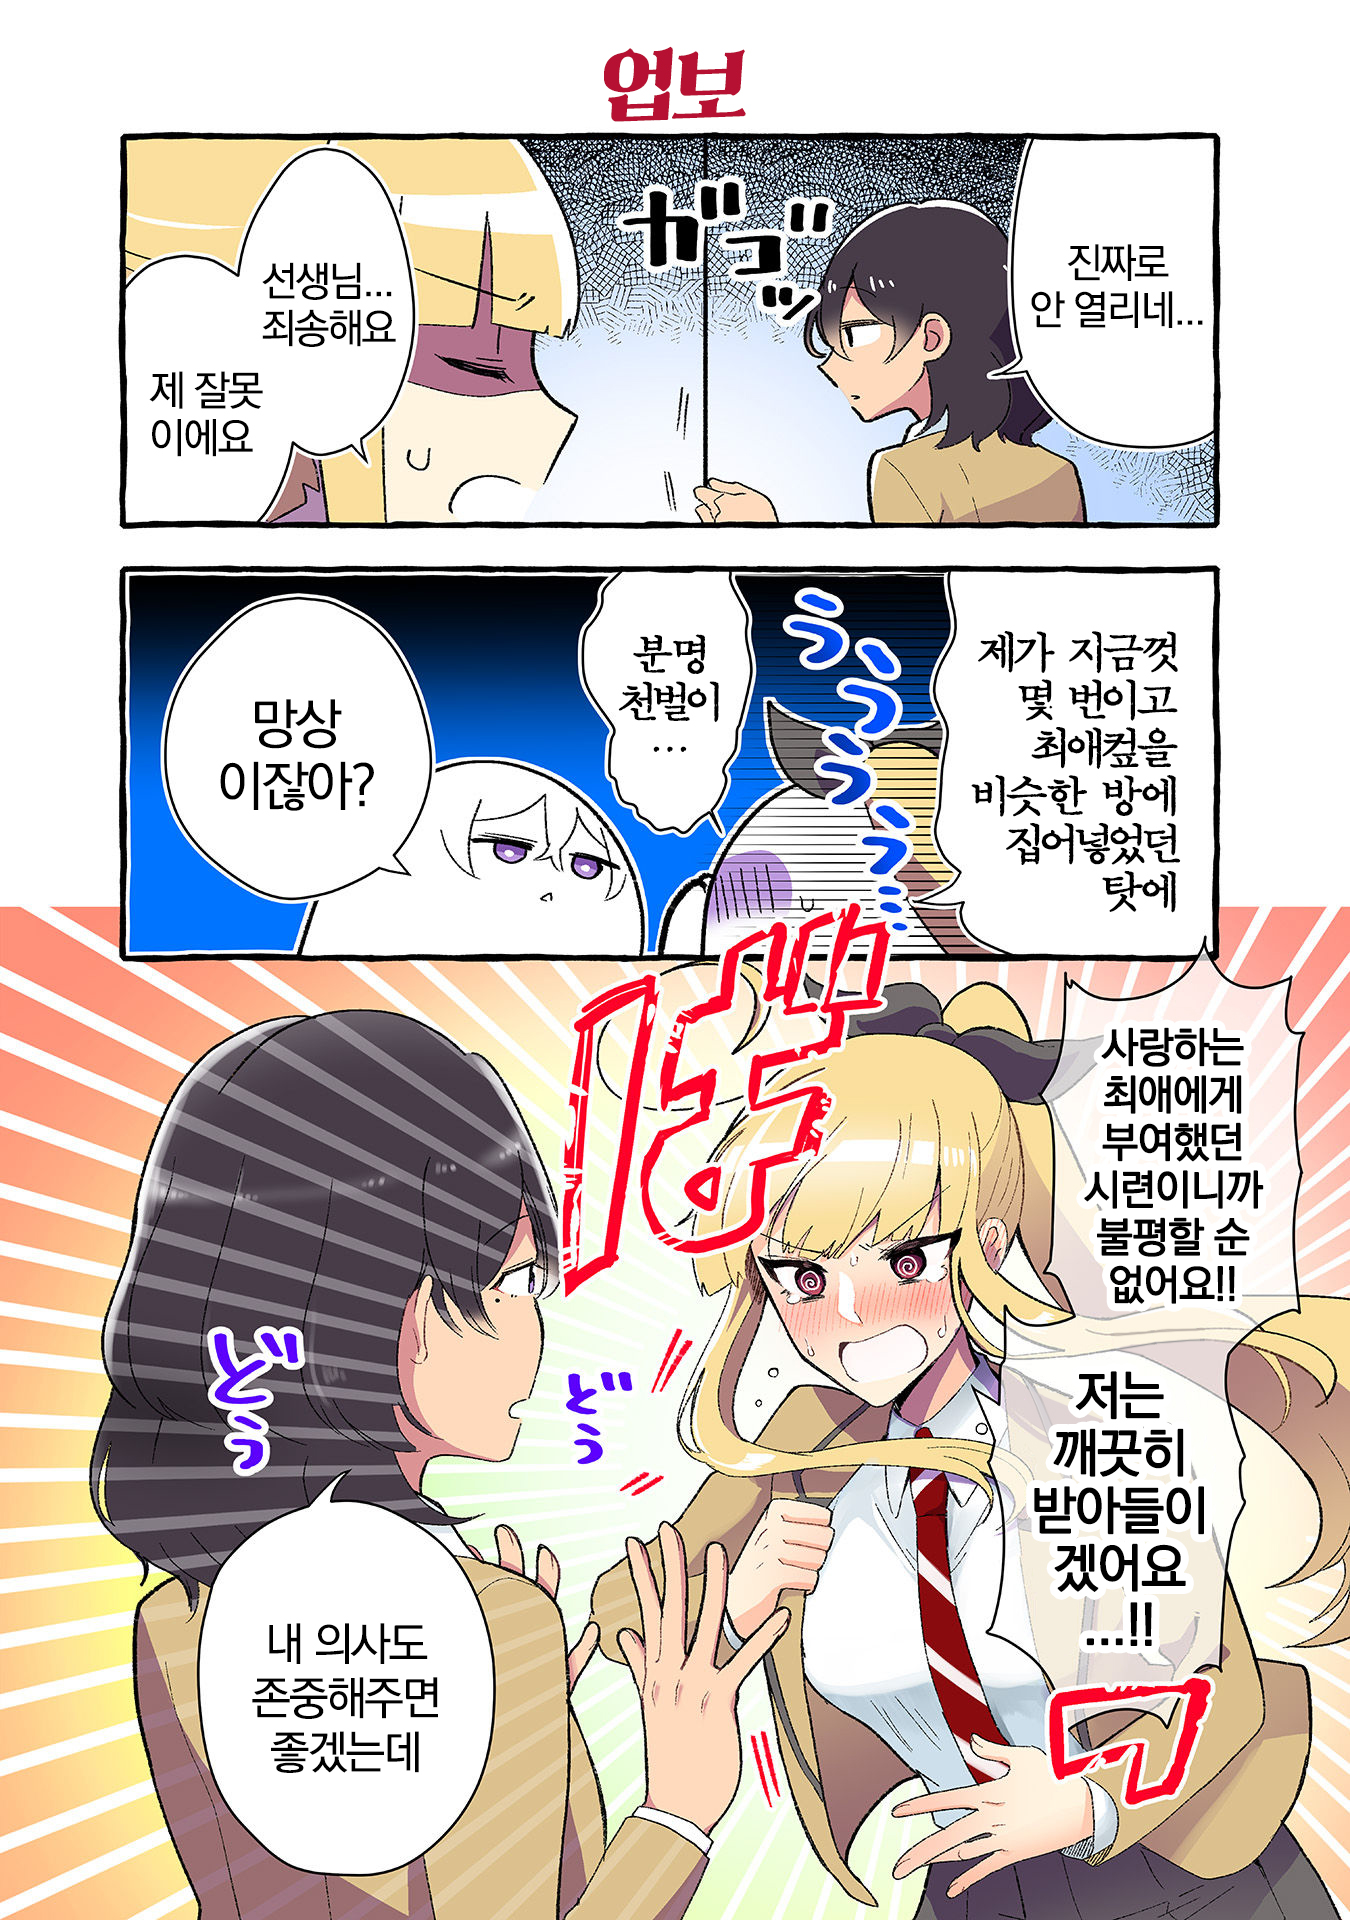 업보
진짜로
안 열리네...
ガゴッ
선생님...
죄송해요
제 잘못
이에요
제가 지금껏
몇 번이고
최애컾을
비슷한 방에
집어넣었던
탓에
うっうっうっ…
분명
천벌이
...
망상
이잖아?
사랑하는
최애에게
부여했던
시련이니까
불평할 순
없어요!!
저는
깨끗히
받아들이
겠어요
...!!
どう
どう
내 의사도
존중해주면
좋겠는데